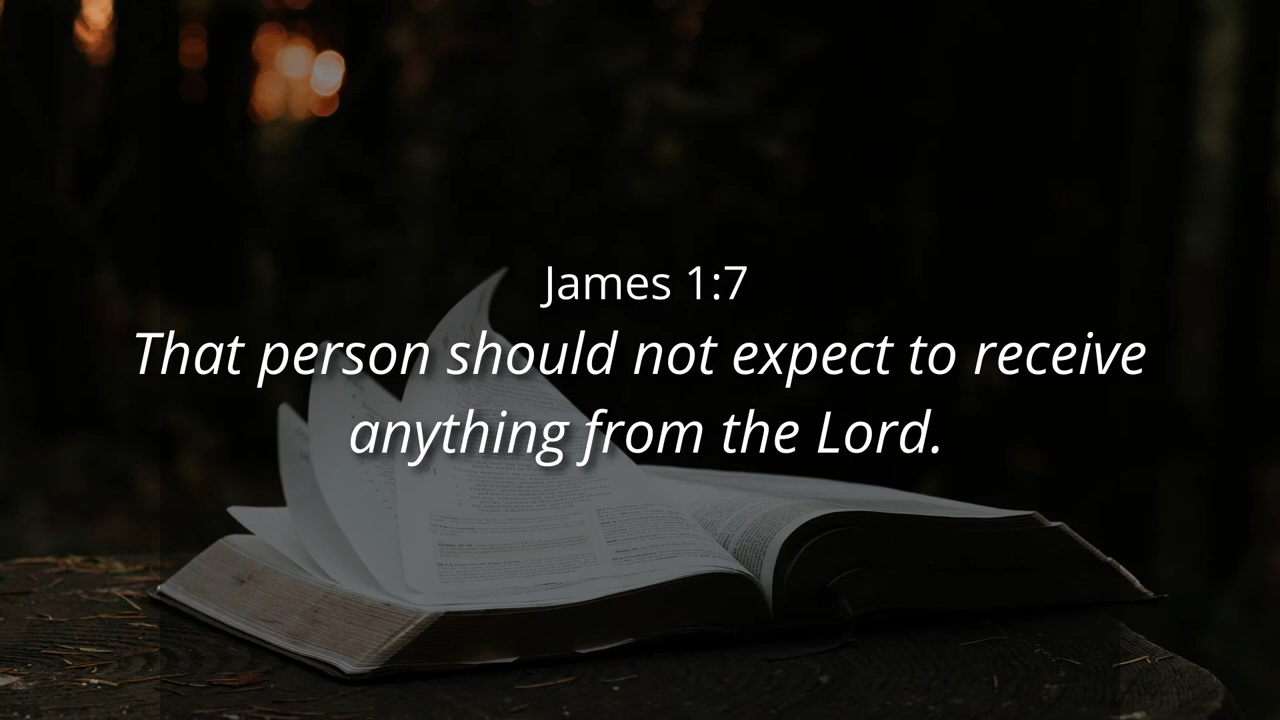 James 1:7
That person should not expect to receive
anything from the Lord.